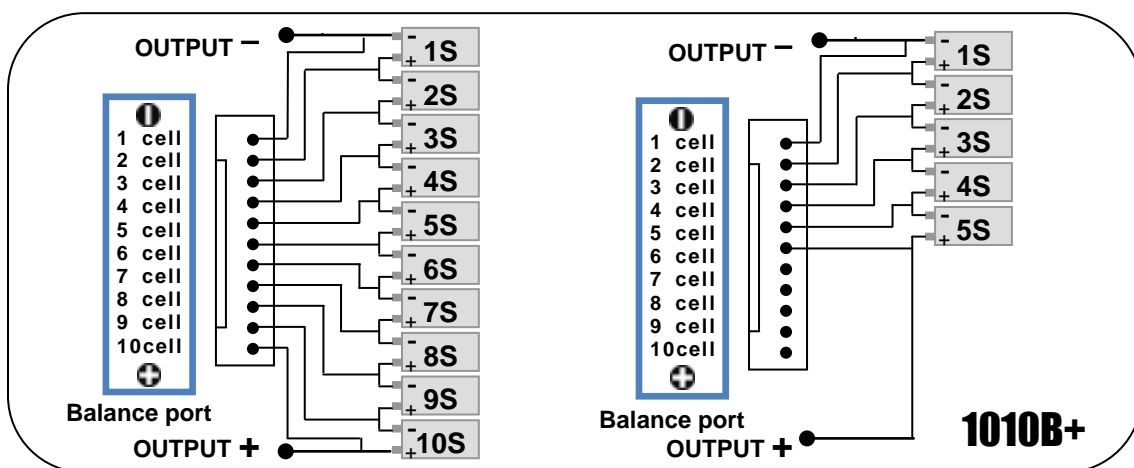 OUTPUT −
- 1S
+
- 2S
+
- 3S
+
- 4S
+
- 5S
+
- 6S
+
- 7S
+
- 8S
+
- 9S
+
- 10S
+
1 cell
2 cell
3 cell
4 cell
5 cell
6 cell
7 cell
8 cell
9 cell
10cell
Balance port
OUTPUT +
OUTPUT −
- 1S
+
- 2S
+
- 3S
+
- 4S
+
- 5S
+
1 cell
2 cell
3 cell
4 cell
5 cell
6 cell
7 cell
8 cell
9 cell
10cell
Balance port
OUTPUT +
1010B+